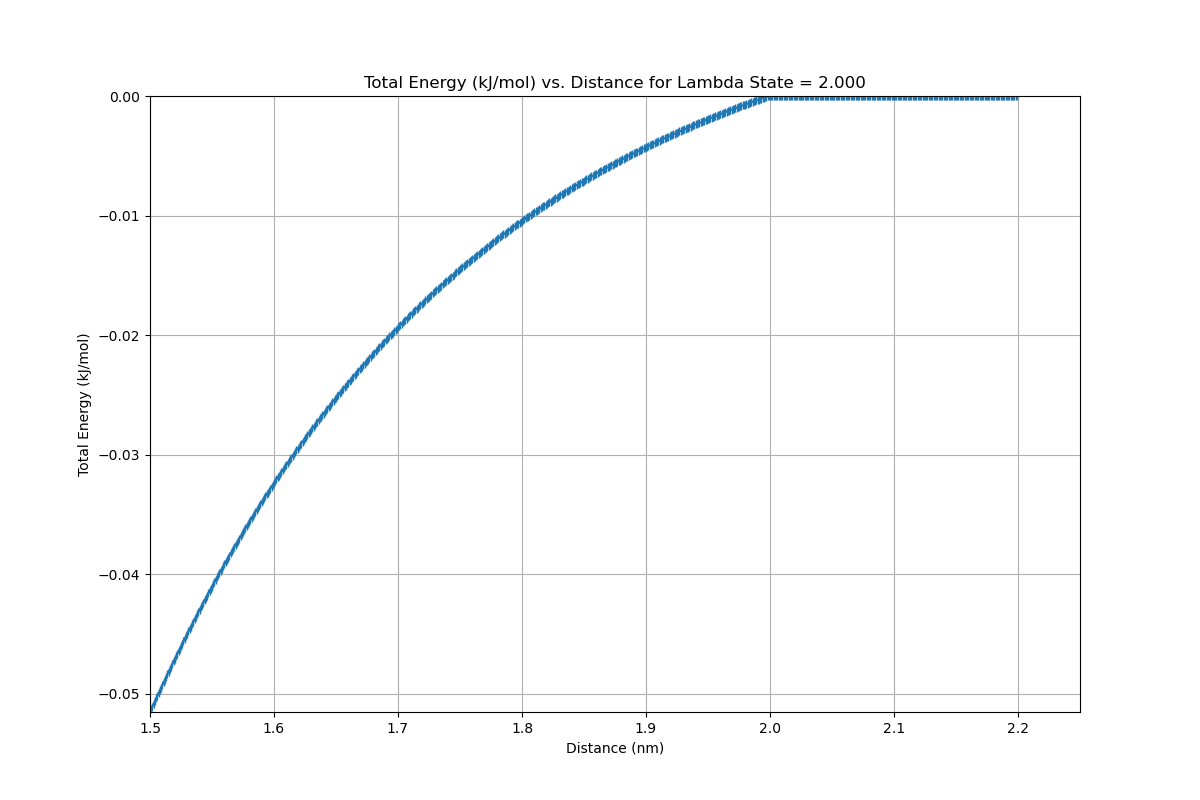 Total Energy (kJ/mol) vs. Distance for Lambda State = 2.000
Total Energy (kJ/mol)
0.00
−0.01
−0.02
−0.03
−0.04
−0.05
1.5 1.6 1.7 1.8 1.9 2.0 2.1 2.2
Distance (nm)